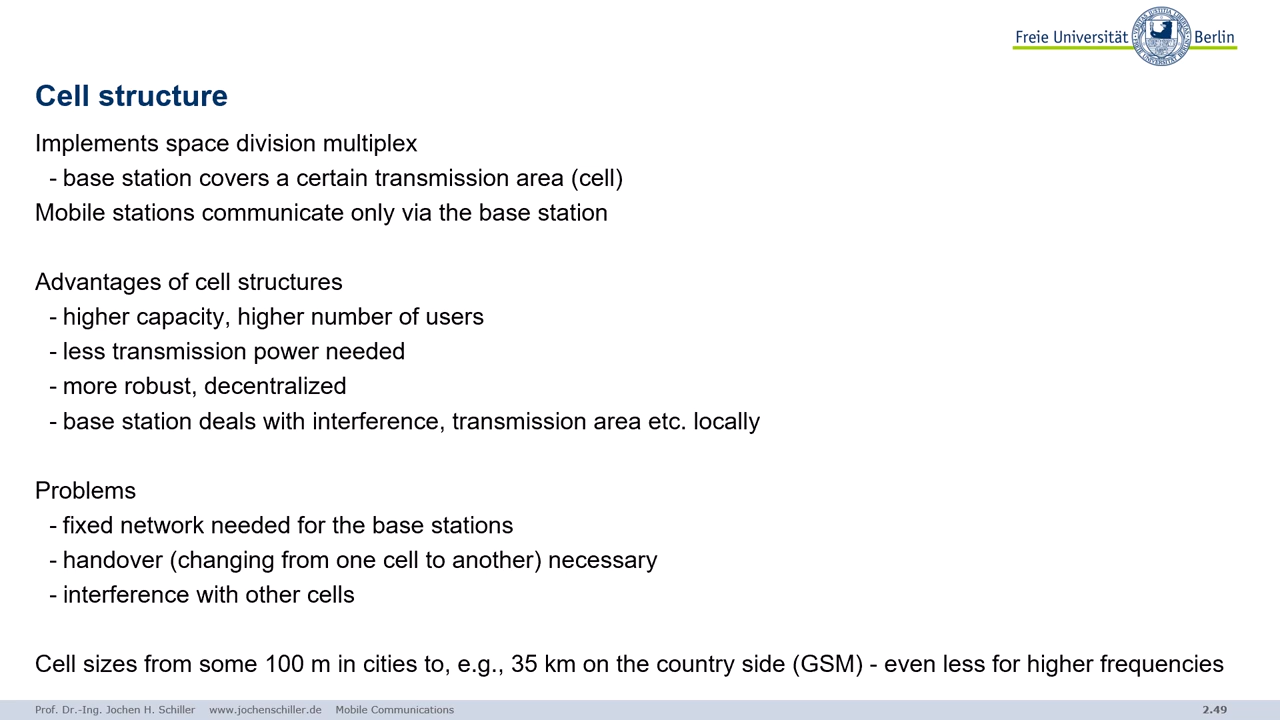 Freie Universität Berlin
Cell structure
Implements space division multiplex
- base station covers a certain transmission area (cell)
Mobile stations communicate only via the base station
Advantages of cell structures
- higher capacity, higher number of users
- less transmission power needed
- more robust, decentralized
- base station deals with interference, transmission area etc. locally
Problems
- fixed network needed for the base stations
- handover (changing from one cell to another) necessary
- interference with other cells
Cell sizes from some 100 m in cities to, e.g., 35 km on the country side (GSM) - even less for higher frequencies
Prof. Dr.-Ing. Jochen H. Schiller www.jochenschiller.de Mobile Communications 2.49